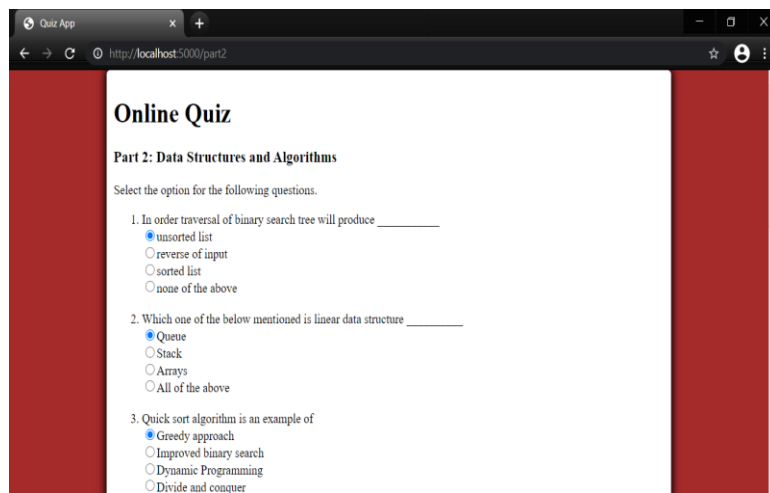 Quiz App
http://localhost:5000/part2
Online Quiz
Part 2: Data Structures and Algorithms
Select the option for the following questions.
1. In order traversal of binary search tree will produce ___________
unsorted list
reverse of input
sorted list
none of the above
2. Which one of the below mentioned is linear data structure __________
Queue
Stack
Arrays
All of the above
3. Quick sort algorithm is an example of
Greedy approach
Improved binary search
Dynamic Programming
Divide and conquer